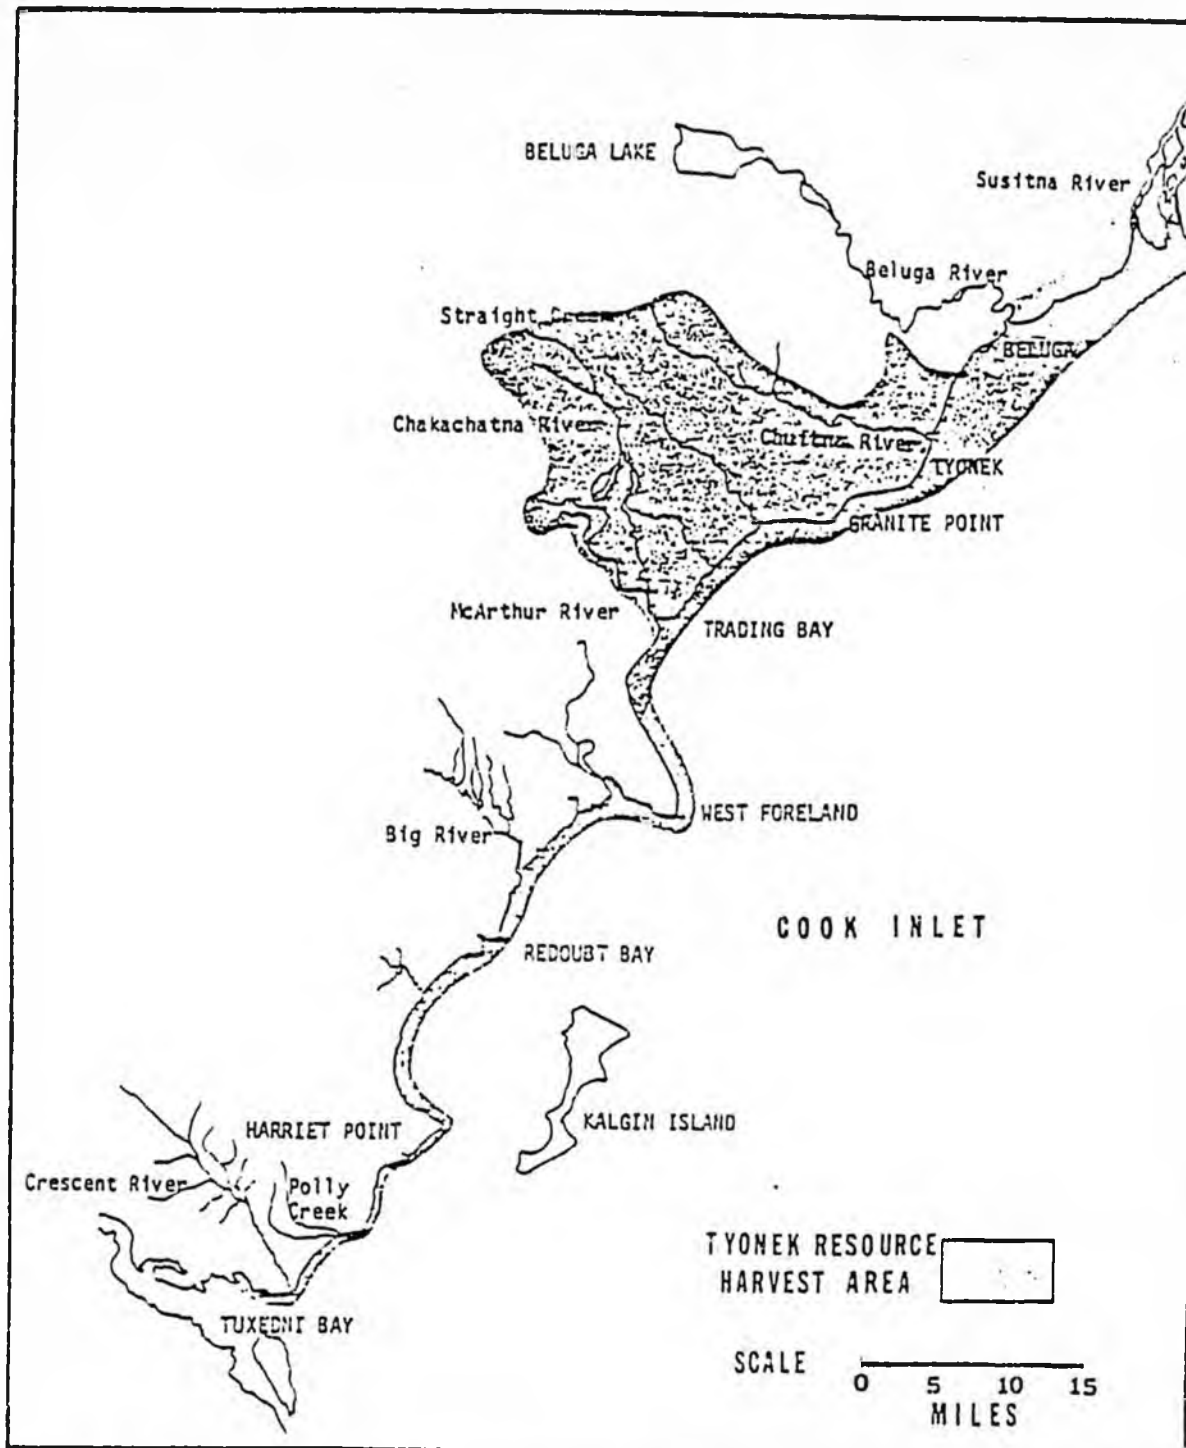 BELUGA LAKE
Susitna River
Beluga River
Straight Creek
BELUGA
Chakachatna River
Chuitna River
TYONEK
GRANITE POINT
McArthur River
TRADING BAY
WEST FORELAND
Big River
COOK INLET
REDOUBT BAY
KALGIN ISLAND
HARRIET POINT
Crescent River
Polly
Creek
TYONEK RESOURCE
HARVEST AREA
TUXEDNI BAY
SCALE
0 5 10 15
MILES